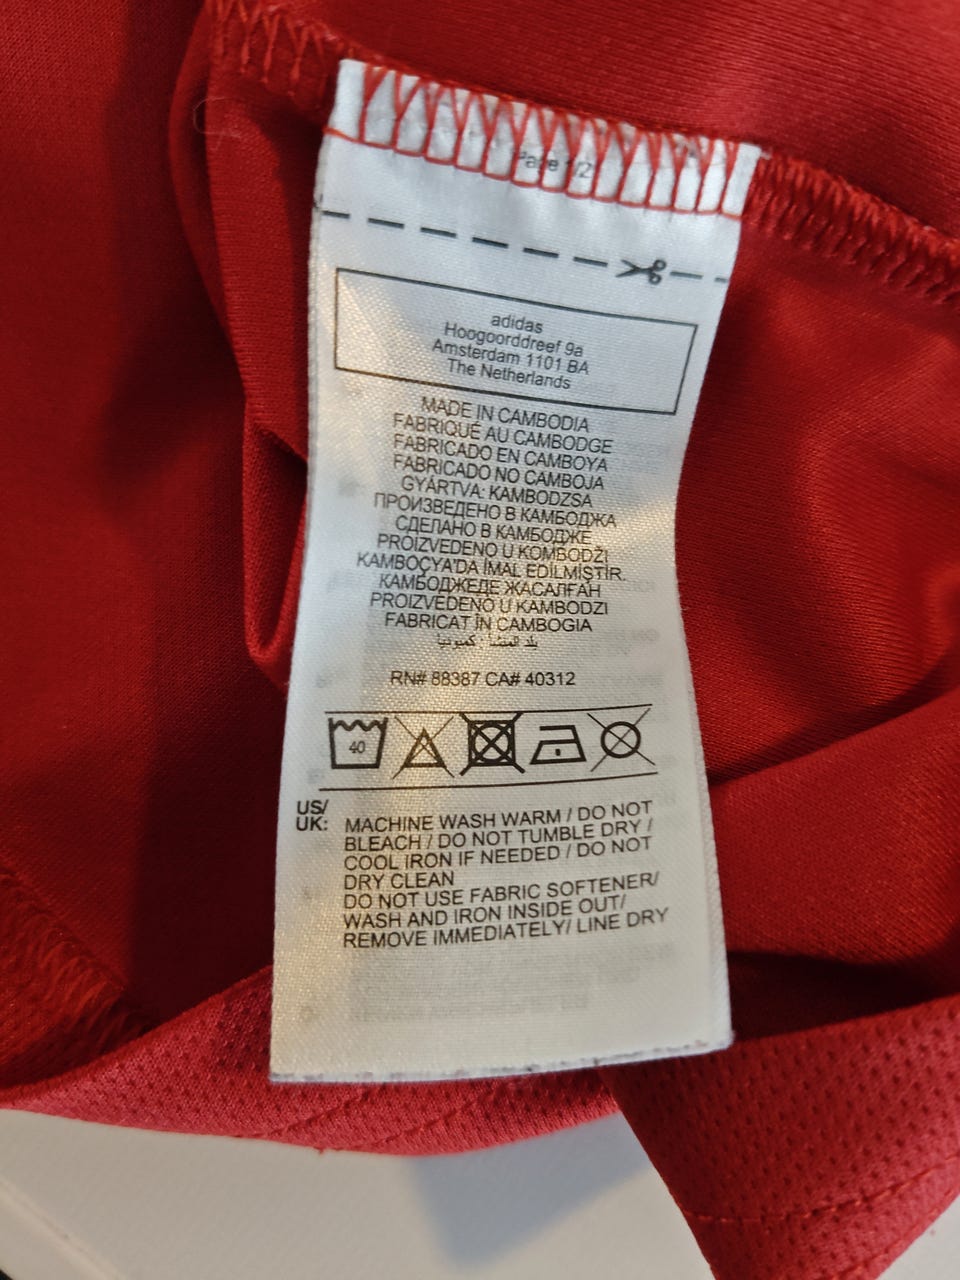 Page 1/2
adidas
Hoogoorddreef 9a
Amsterdam 1101 BA
The Netherlands
MADE IN CAMBODIA
FABRIQUÉ AU CAMBODGE
FABRICADO EN CAMBOYA
FABRICADO NO CAMBOJA
GYÁRTVA: KAMBODZSA
ПРОИЗВЕДЕНО В КАМБОДЖА
СДЕЛАНО В КАМБОДЖЕ
PROIZVEDENO U KOMBODŽI
KAMBOÇYA'DA İMAL EDİLMİŞTİR.
КАМБОДЖЕДЕ ЖАСАЛҒАН
PROIZVEDENO U KAMBODZI
FABRICAT ÎN CAMBOGIA
بلد المنشأ: كمبوديا
RN# 88387 CA# 40312
40
US/
UK:
MACHINE WASH WARM / DO NOT
BLEACH / DO NOT TUMBLE DRY /
COOL IRON IF NEEDED / DO NOT
DRY CLEAN
DO NOT USE FABRIC SOFTENER/
WASH AND IRON INSIDE OUT/
REMOVE IMMEDIATELY/ LINE DRY